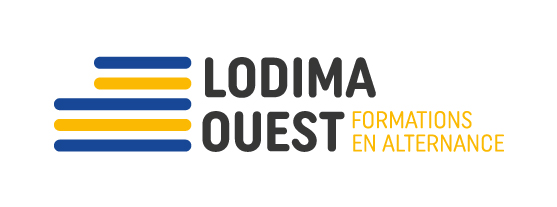 LODIMA
OUEST
FORMATIONS
EN ALTERNANCE